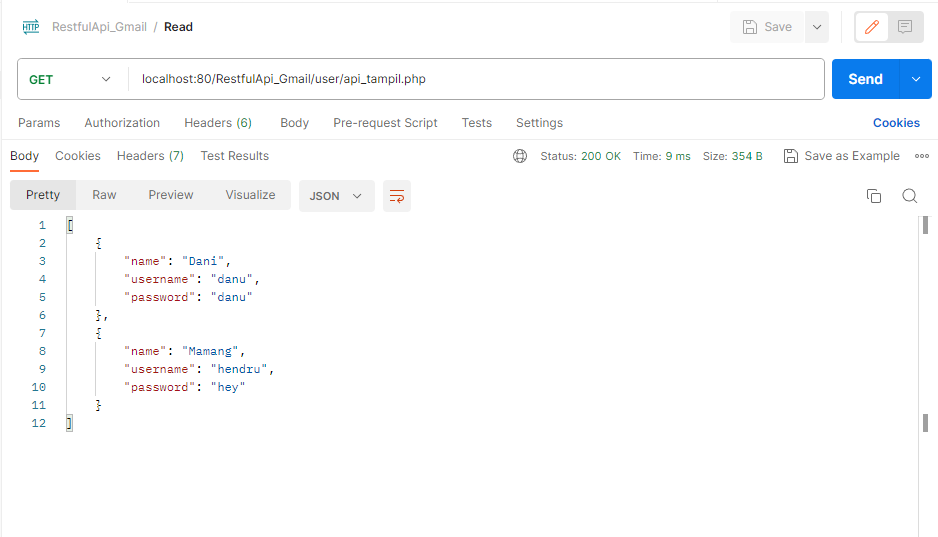 HTTP RestfulApi_Gmail / Read Save
GET localhost:80/RestfulApi_Gmail/user/api_tampil.php Send
Params Authorization Headers (6) Body Pre-request Script Tests Settings Cookies
Body Cookies Headers (7) Test Results Status: 200 OK Time: 9 ms Size: 354 B Save as Example
Pretty Raw Preview Visualize JSON
1 [
2 {
3 "name": "Dani",
4 "username": "danu",
5 "password": "danu"
6 },
7 {
8 "name": "Mamang",
9 "username": "hendru",
10 "password": "hey"
11 }
12 ]